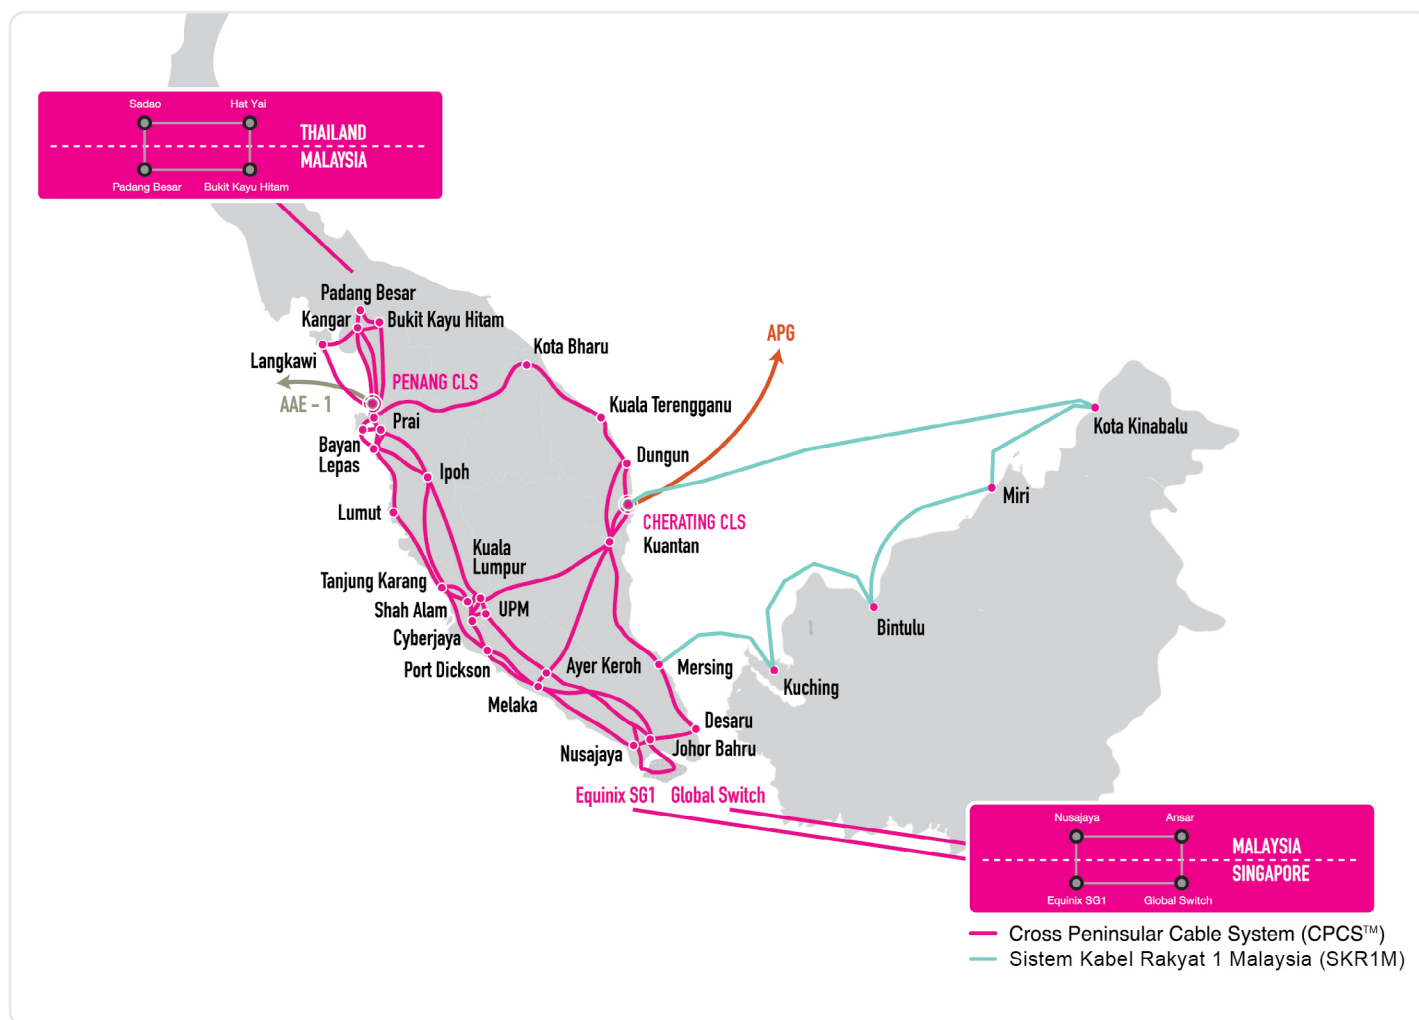 Sadao
Hat Yai
THAILAND
MALAYSIA
Padang Besar
Bukit Kayu Hitam
Padang Besar
Kangar
Bukit Kayu Hitam
Langkawi
Kota Bharu
APG
PENANG CLS
AAE – 1
Prai
Kuala Terengganu
Kota Kinabalu
Bayan
Lepas
Dungun
Ipoh
Miri
Lumut
CHERATING CLS
Kuantan
Kuala
Lumpur
Tanjung Karang
Shah Alam
UPM
Bintulu
Cyberjaya
Port Dickson
Ayer Keroh
Mersing
Kuching
Melaka
Desaru
Nusajaya
Johor Bahru
Equinix SG1
Global Switch
Nusajaya
Ansar
MALAYSIA
SINGAPORE
Equinix SG1
Global Switch
Cross Peninsular Cable System (CPCS™)
Sistem Kabel Rakyat 1 Malaysia (SKR1M)